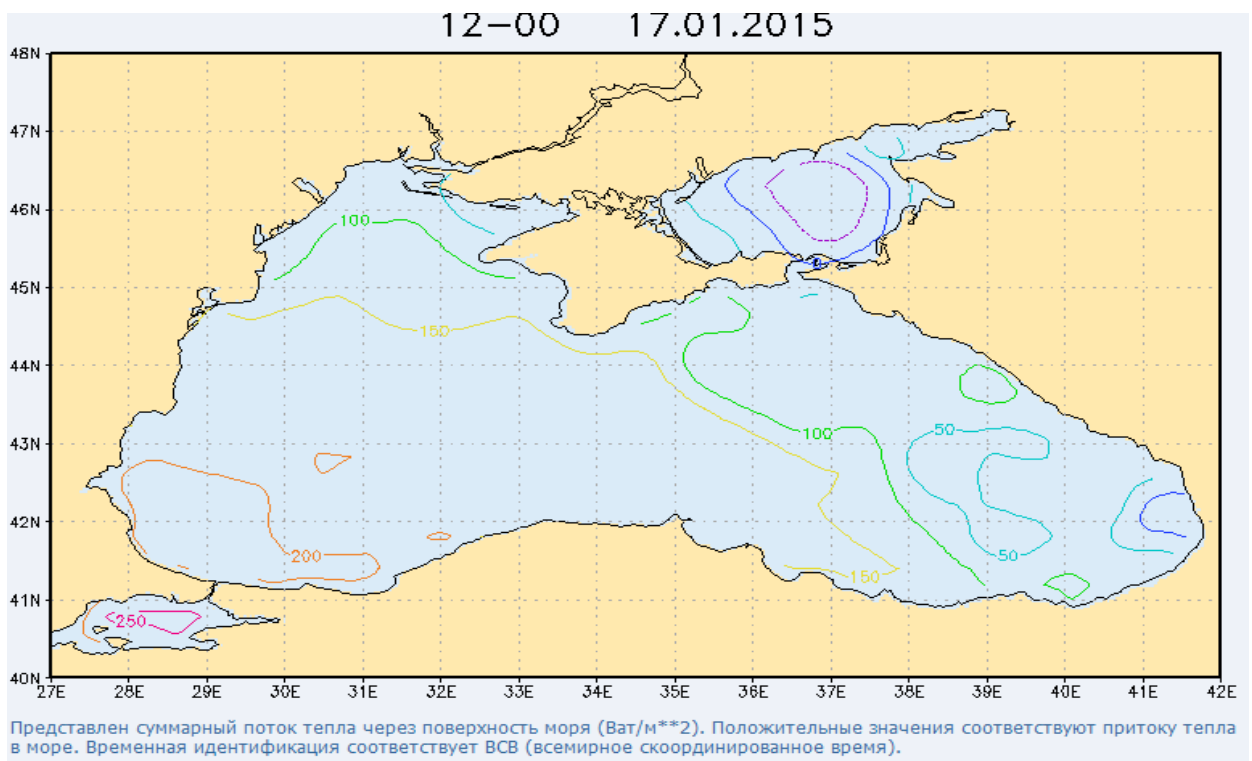 12-00 17.01.2015
48N
47N
46N
45N
44N
43N
42N
41N
40N
100
0
150
100
50
200
50
150
250
27E 28E 29E 30E 31E 32E 33E 34E 35E 36E 37E 38E 39E 40E 41E 42E
Представлен суммарный поток тепла через поверхность моря (Ват/м**2). Положительные значения соответствуют притоку тепла
в море. Временная идентификация соответствует ВСВ (всемирное скоординированное время).